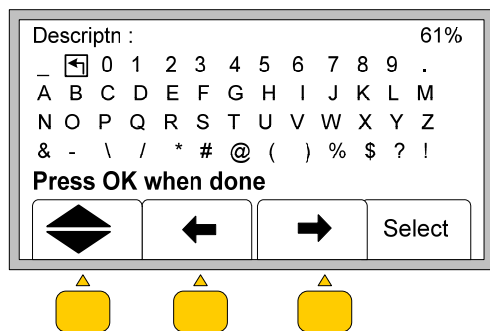 Descriptn : 61%
_ 0 1 2 3 4 5 6 7 8 9 .
A B C D E F G H I J K L M
N O P Q R S T U V W X Y Z
& - \ / * # @ ( ) % $ ? !
Press OK when done
Select